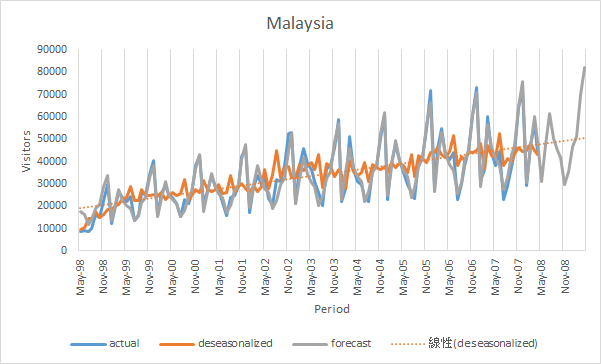 Malaysia
90000
80000
70000
60000
50000
40000
30000
20000
10000
0
Visitors
May-98
Nov-98
May-99
Nov-99
May-00
Nov-00
May-01
Nov-01
May-02
Nov-02
May-03
Nov-03
May-04
Nov-04
May-05
Nov-05
May-06
Nov-06
May-07
Nov-07
May-08
Nov-08
Period
actual
deseasonalized
forecast
線性 (deseasonalized)